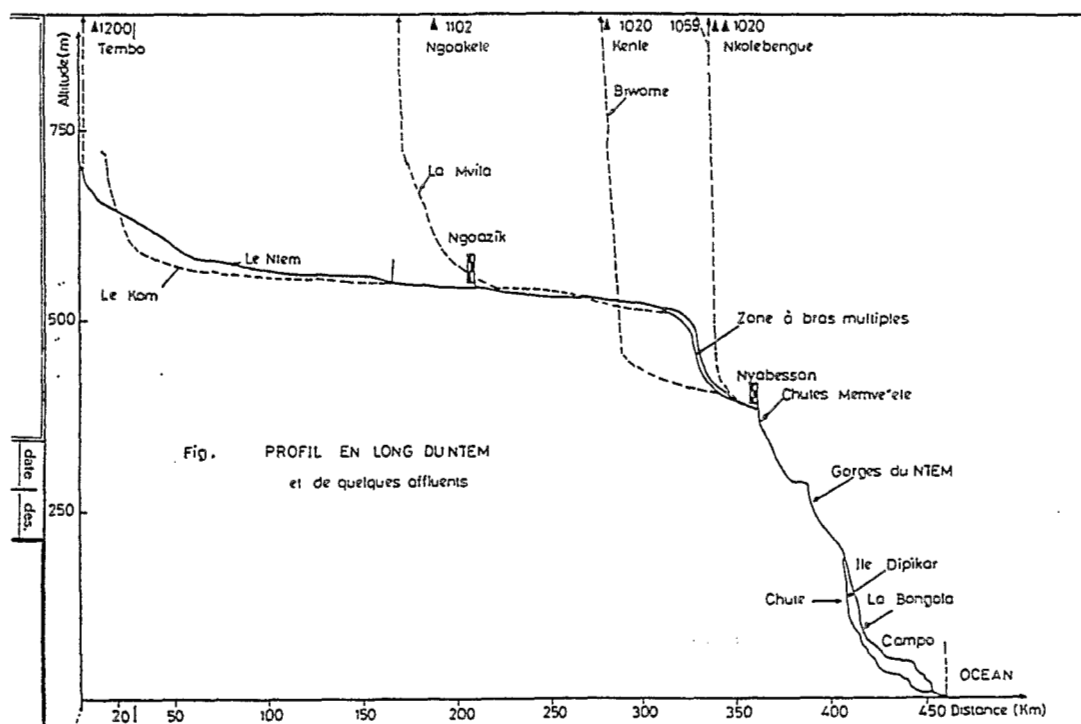 ▲1200 ▲ 1102 ▲ 1020 1059 ▲▲ 1020
Tembo Ngoakele Kenle Nkolebengue
Altitude(m)
Biwome
750
La Mvila
Ngoazik
Le Ntem
Le Kom
500
Zone à bras multiples
Nyabessan
Chutes Memve'ele
Fig. PROFIL EN LONG DU NTEM
et de quelques affluents
Gorges du NTEM
date
des.
250
Ile Dipikar
Chute
La Bongola
Campo
OCEAN
20 50 100 150 200 250 300 350 400 450 Distance (Km)